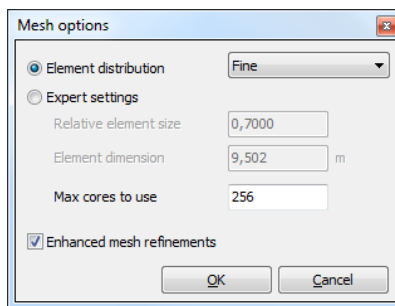 Mesh options
Element distribution Fine
Expert settings
Relative element size 0,7000
Element dimension 9,502 m
Max cores to use 256
Enhanced mesh refinements
OK Cancel